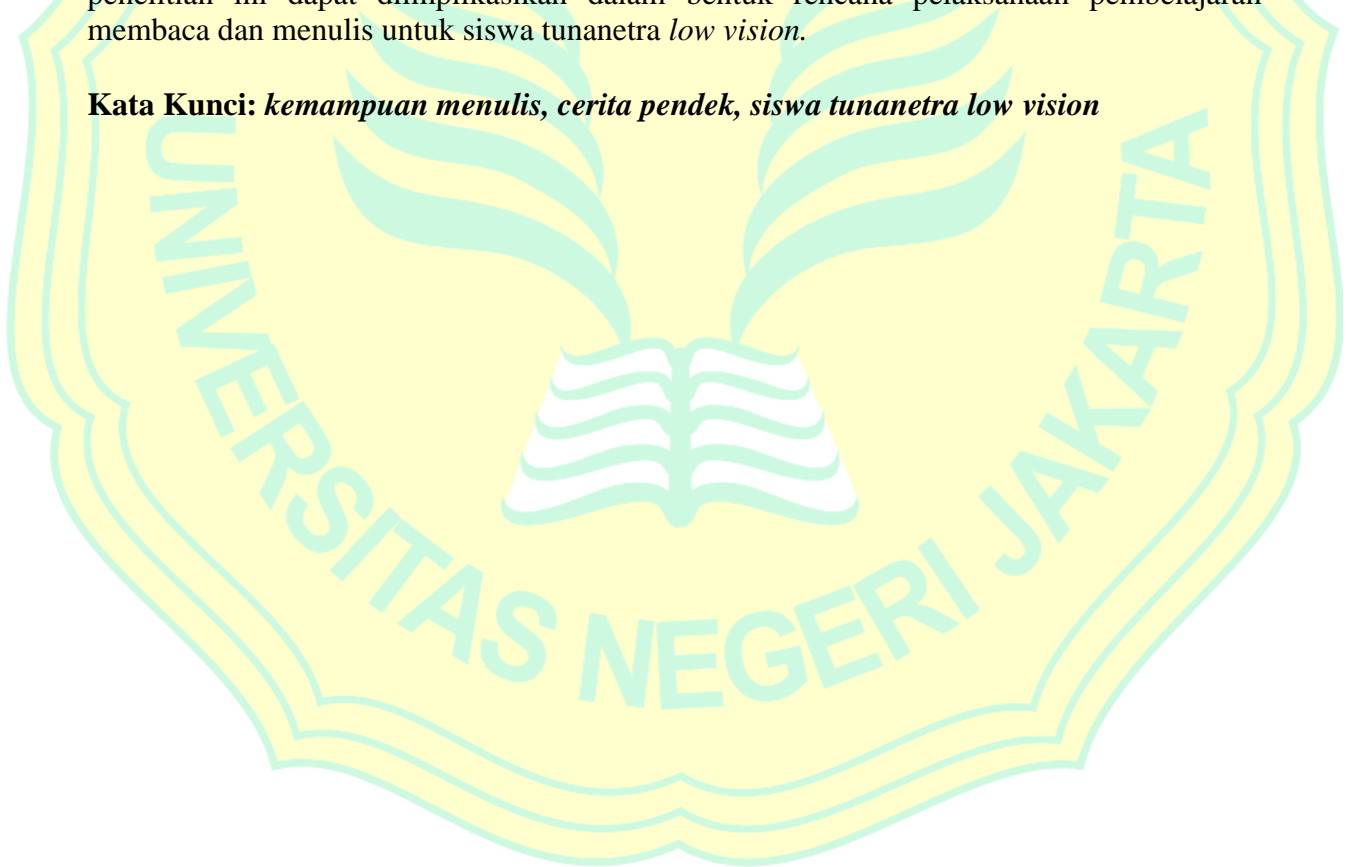 penelitian ini dapat diimplikasikan dalam bentuk rencana pelaksanaan pembelajaran
membaca dan menulis untuk siswa tunanetra low vision.
Kata Kunci: kemampuan menulis, cerita pendek, siswa tunanetra low vision
UNIVERSITAS NEGERI JAKARTA